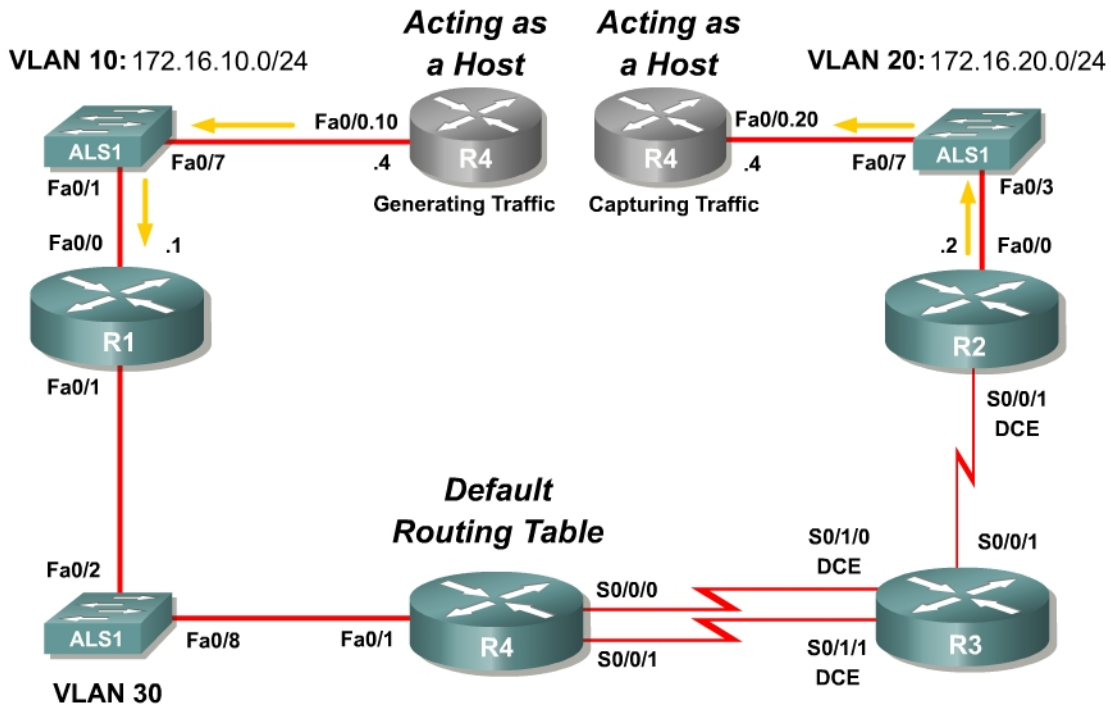 Acting as
a Host
Acting as
a Host
VLAN 10: 172.16.10.0/24
VLAN 20: 172.16.20.0/24
ALS1
Fa0/7
Fa0/0.10
.4
R4
Generating Traffic
R4
Capturing Traffic
Fa0/0.20
.4
Fa0/7
ALS1
Fa0/1
Fa0/3
Fa0/0
.1
.2
Fa0/0
R1
R2
Fa0/1
S0/0/1
DCE
Default
Routing Table
S0/1/0
DCE
S0/0/1
Fa0/2
ALS1
Fa0/8
Fa0/1
R4
S0/0/0
S0/0/1
R3
S0/1/1
DCE
VLAN 30